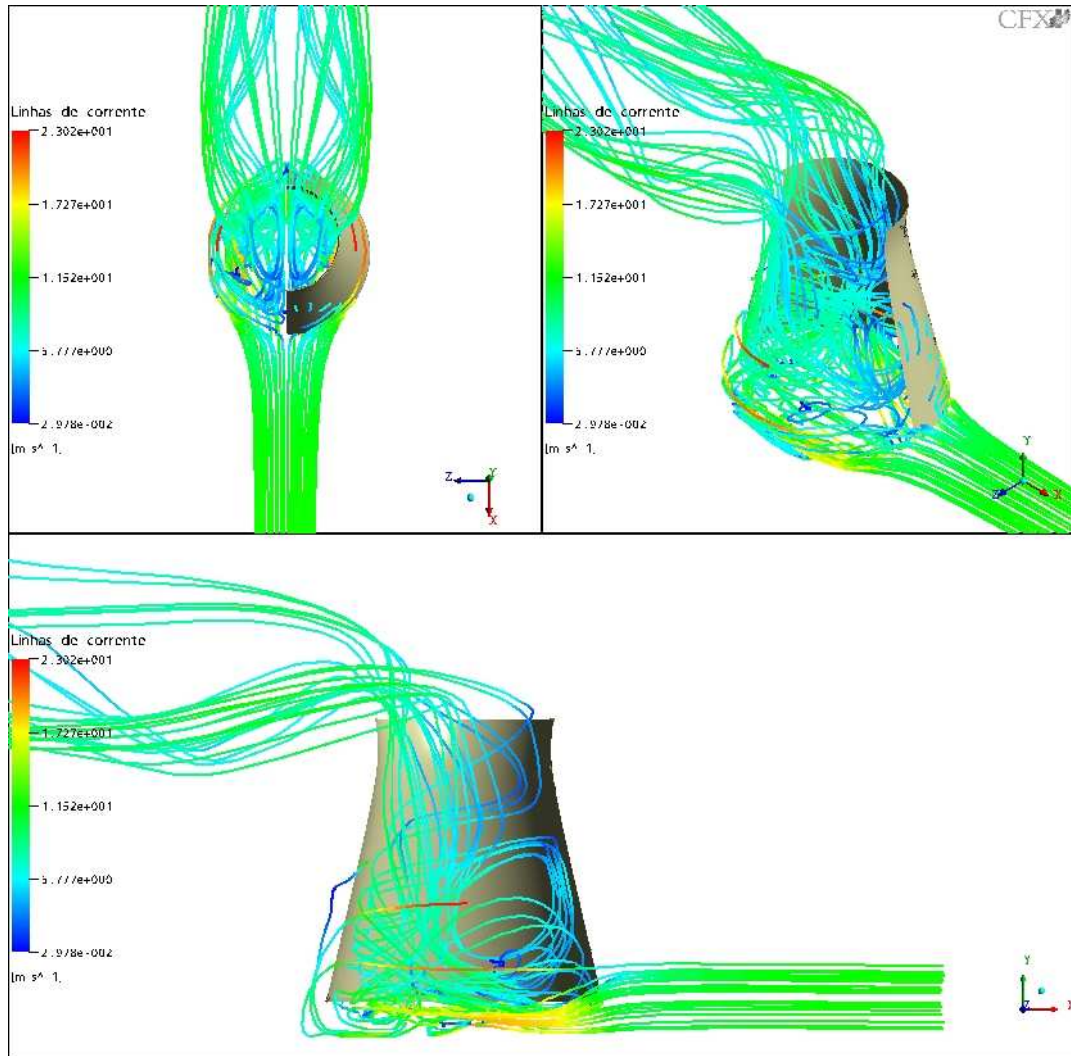 CFX
Linhas de corrente
2.302e+001
1.727e+001
1.152e+001
5.777e+000
2.978e-002
[m s^ 1]
Z
Y
X
Linhas de corrente
2.302e+001
1.727e+001
1.152e+001
5.777e+000
2.978e-002
[m s^ 1]
Y
Z
X
Linhas de corrente
2.302e+001
1.727e+001
1.152e+001
5.777e+000
2.978e-002
[m s^ 1]
Y
Z
X